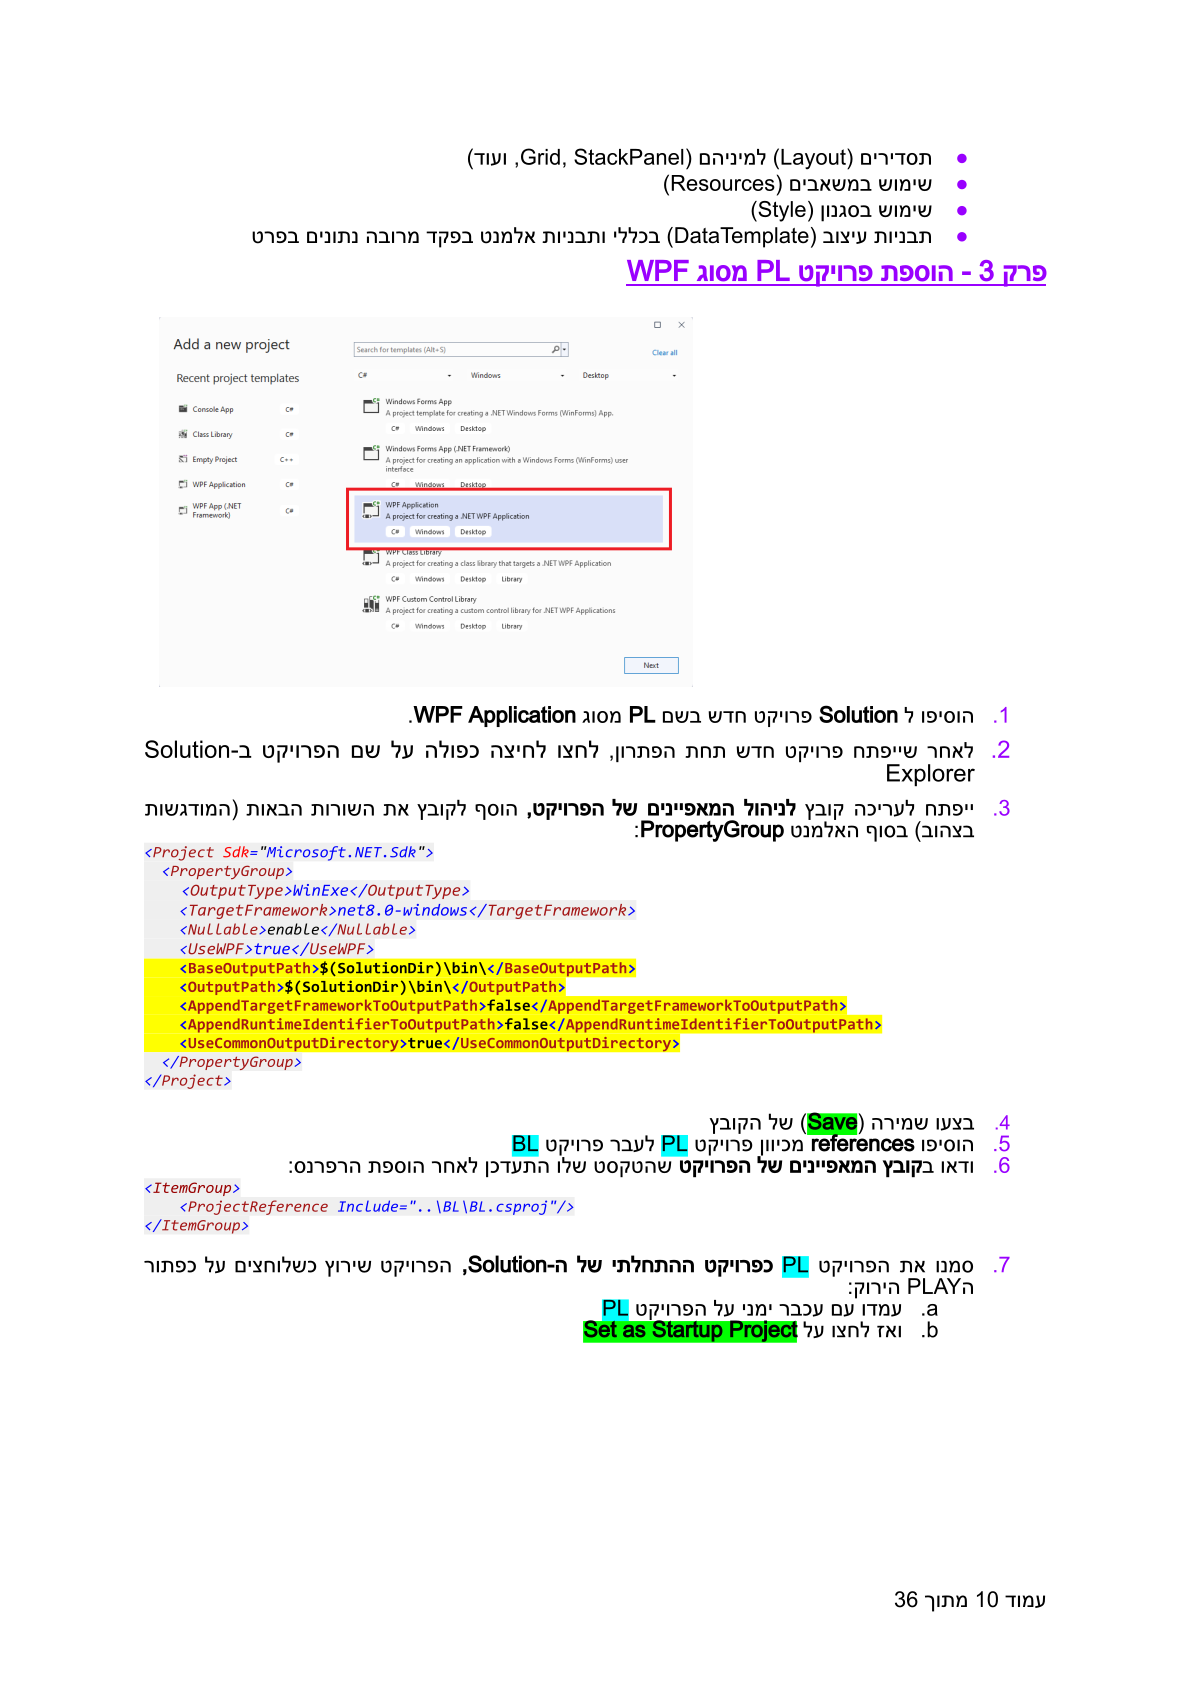 תסדירים (Layout) למיניהם (Grid, StackPanel, ועוד)
שימוש במשאבים (Resources)
שימוש בסגנון (Style)
תבניות עיצוב (DataTemplate) בכללי ותבניות אלמנט בפקד מרובה נתונים בפרט
פרק 3 - הוספת פרויקט PL מסוג WPF
Add a new project
Recent project templates
Console App C#
Class Library C#
Empty Project C++
WPF Application C#
WPF App (.NET
Framework) C#
Search for templates (Alt+S)
Clear all
C# Windows Desktop
Windows Forms App
A project template for creating a .NET Windows Forms (WinForms) App.
C# Windows Desktop
Windows Forms App (.NET Framework)
A project for creating an application with a Windows Forms (WinForms) user
interface
C# Windows Desktop
WPF Application
A project for creating a .NET WPF Application
C# Windows Desktop
WPF Class Library
A project for creating a class library that targets a .NET WPF Application
C# Windows Desktop Library
WPF Custom Control Library
A project for creating a custom control library for .NET WPF Applications
C# Windows Desktop Library
Next
1. הוסיפו ל Solution פרויקט חדש בשם PL מסוג WPF Application.
2. לאחר שייפתח פרויקט חדש תחת הפתרון, לחצו לחיצה כפולה על שם הפרויקט ב-Solution
Explorer
3. ייפתח לעריכה קובץ לניהול המאפיינים של הפרויקט, הוסף לקובץ את השורות הבאות (המודגשות
בצהוב) בסוף האלמנט PropertyGroup:
<Project Sdk="Microsoft.NET.Sdk">
<PropertyGroup>
<OutputType>WinExe</OutputType>
<TargetFramework>net8.0-windows</TargetFramework>
<Nullable>enable</Nullable>
<UseWPF>true</UseWPF>
<BaseOutputPath>$(SolutionDir)\bin\</BaseOutputPath>
<OutputPath>$(SolutionDir)\bin\</OutputPath>
<AppendTargetFrameworkToOutputPath>false</AppendTargetFrameworkToOutputPath>
<AppendRuntimeIdentifierToOutputPath>false</AppendRuntimeIdentifierToOutputPath>
<UseCommonOutputDirectory>true</UseCommonOutputDirectory>
</PropertyGroup>
</Project>
4. בצעו שמירה (Save) של הקובץ
5. הוסיפו references מכיוון פרויקט PL לעבר פרויקט BL
6. ודאו בקובץ המאפיינים של הפרויקט שהטקסט שלו התעדכן לאחר הוספת הרפרנס:
<ItemGroup>
<ProjectReference Include="..\BL\BL.csproj"/>
</ItemGroup>
7. סמנו את הפרויקט PL כפרויקט ההתחלתי של ה-Solution, הפרויקט שירוץ כשלוחצים על כפתור
הPLAY הירוק:
a. עמדו עם עכבר ימני על הפרויקט PL
b. ואז לחצו על Set as Startup Project
עמוד 10 מתוך 36